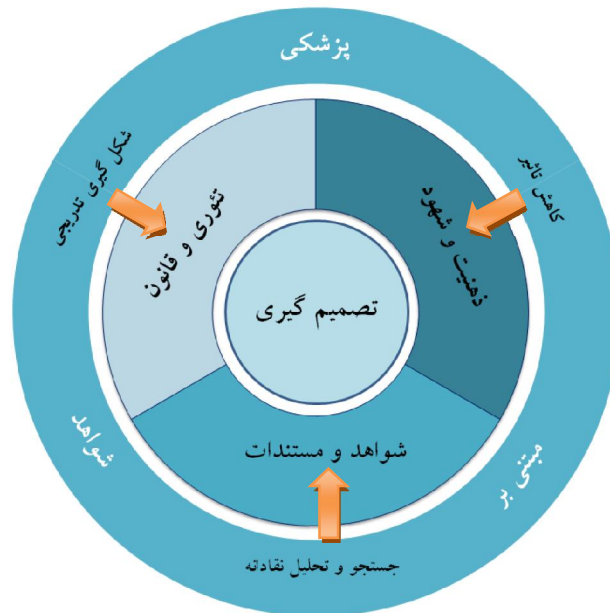 پزشکی
مبتنی بر
شواهد
شکل گیری تدریجی
کاهش تاثیر
تئوری و قانون
ذهنیت و شهود
تصمیم گیری
شواهد و مستندات
جستجو و تحلیل نقادته